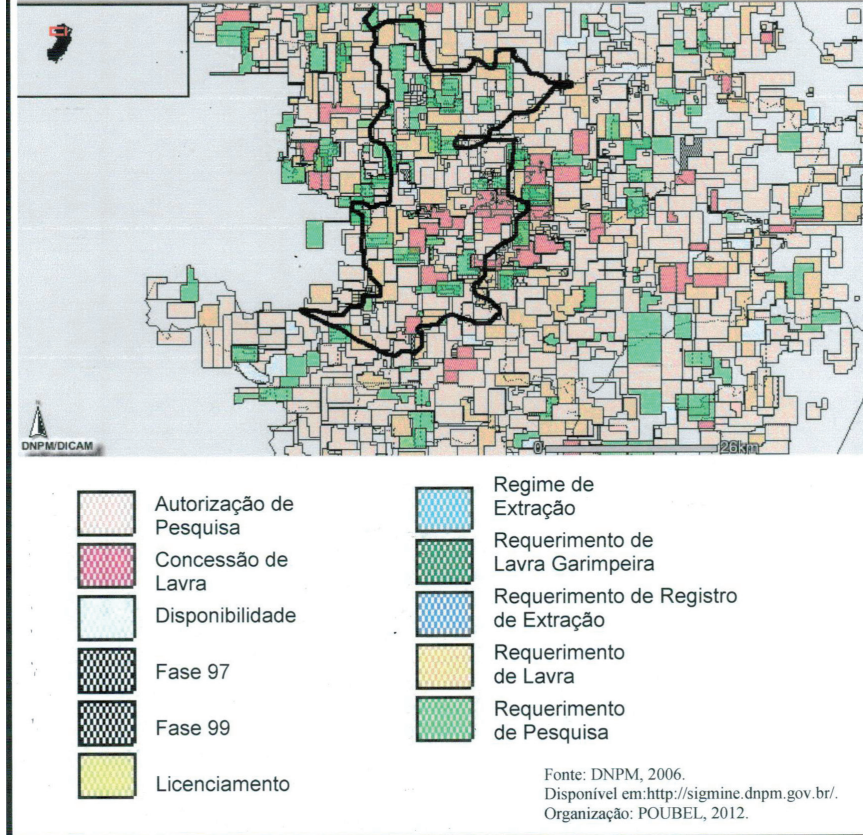 DNPM/DICAM
0
26km
Autorização de
Pesquisa
Concessão de
Lavra
Disponibilidade
Fase 97
Fase 99
Licenciamento
Regime de
Extração
Requerimento de
Lavra Garimpeira
Requerimento de Registro
de Extração
Requerimento
de Lavra
Requerimento
de Pesquisa
Fonte: DNPM, 2006.
Disponível em:http://sigmine.dnpm.gov.br/.
Organização: POUBEL, 2012.